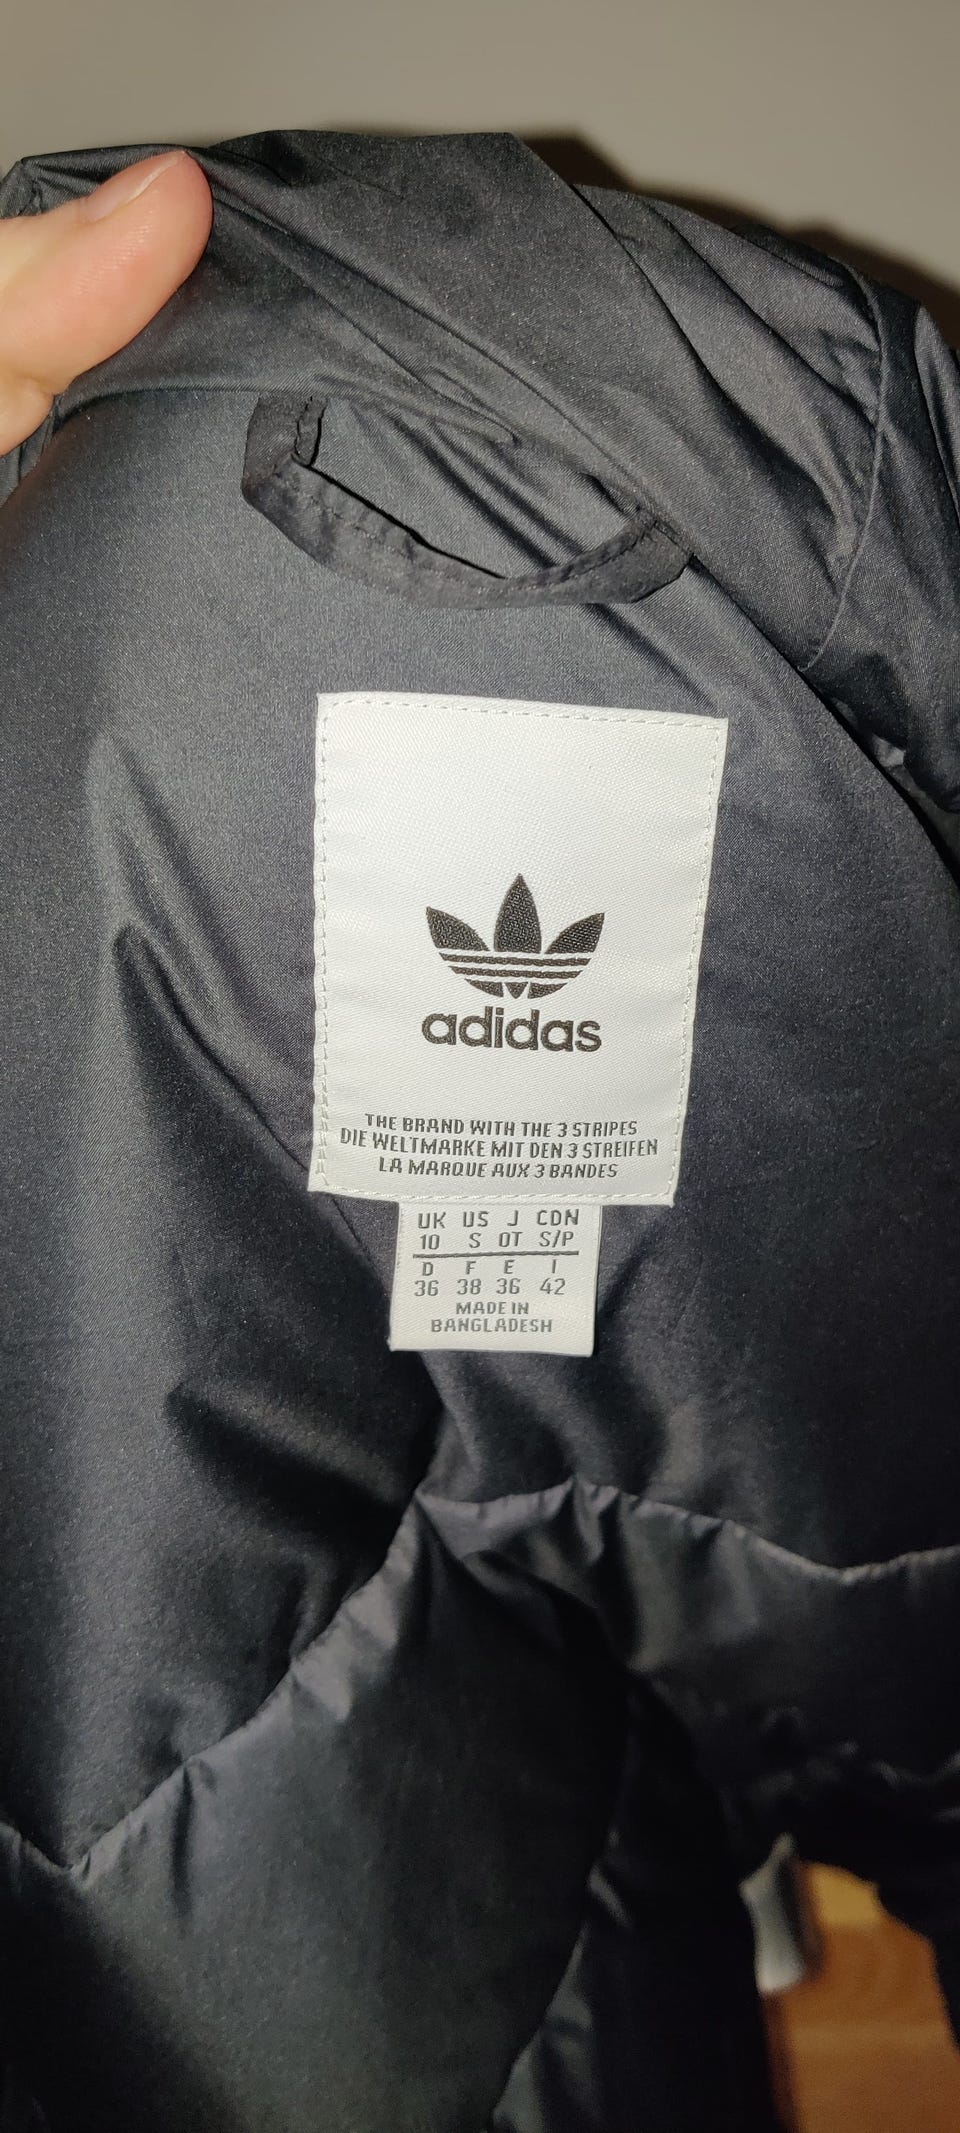 adidas
THE BRAND WITH THE 3 STRIPES
DIE WELTMARKE MIT DEN 3 STREIFEN
LA MARQUE AUX 3 BANDES
UK US J CDN
10 S OT S/P
D F E I
36 38 36 42
MADE IN
BANGLADESH